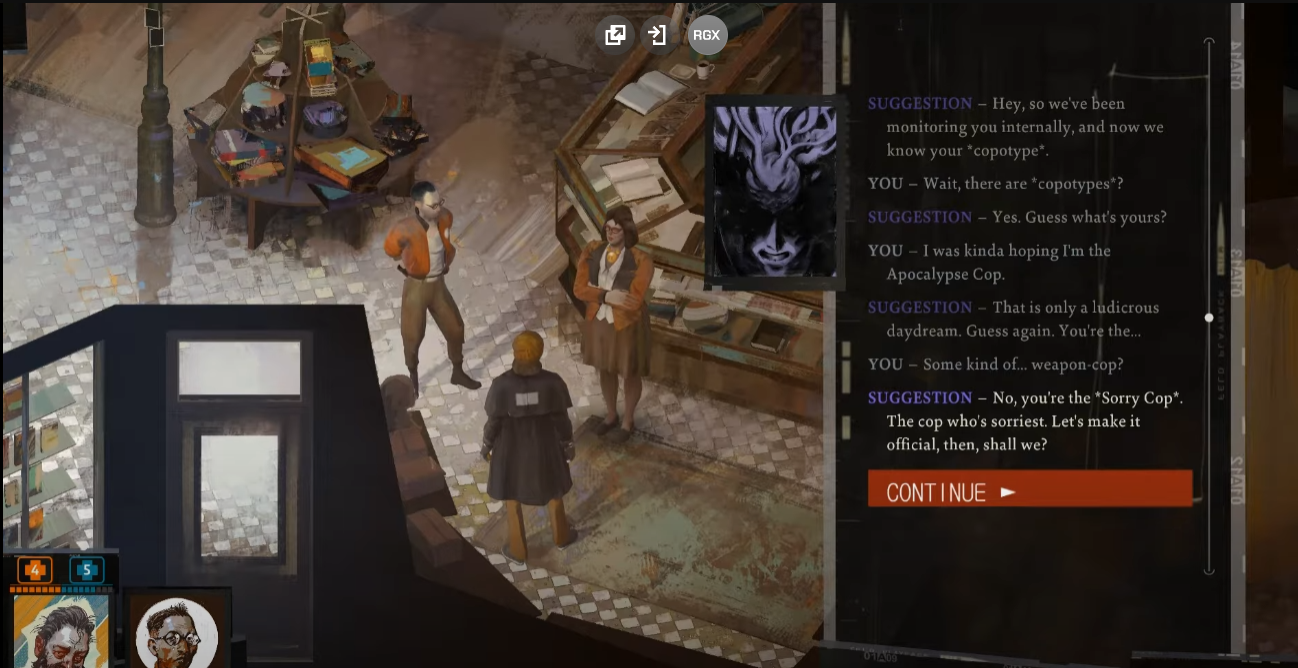 RGX
SUGGESTION – Hey, so we've been
monitoring you internally, and now we
know your *copotype*.
YOU – Wait, there are *copotypes*?
SUGGESTION – Yes. Guess what's yours?
YOU – I was kinda hoping I'm the
Apocalypse Cop.
SUGGESTION – That is only a ludicrous
daydream. Guess again. You're the...
YOU – Some kind of... weapon-cop?
SUGGESTION – No, you're the *Sorry Cop*.
The cop who's sorriest. Let's make it
official, then, shall we?
CONTINUE
4
5